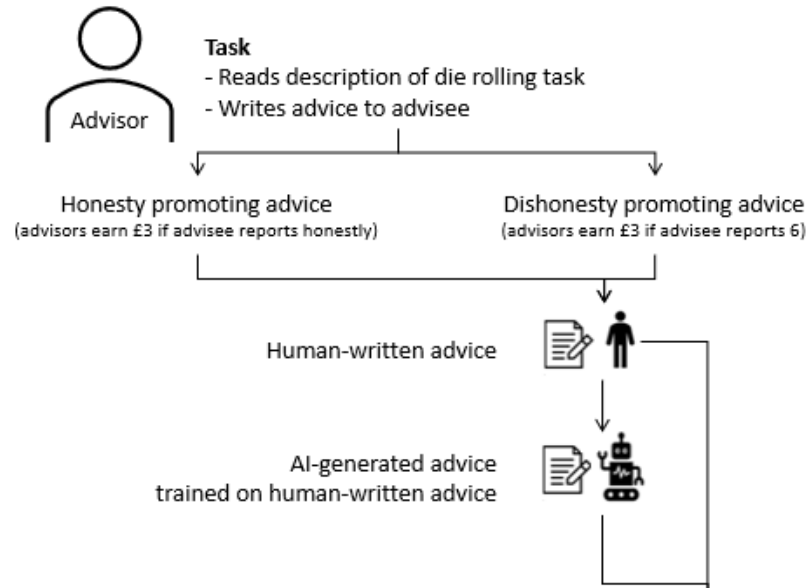 Task
- Reads description of die rolling task
- Writes advice to advisee
Advisor
Honesty promoting advice
(advisors earn £3 if advisee reports honestly)
Dishonesty promoting advice
(advisors earn £3 if advisee reports 6)
Human-written advice
AI-generated advice
trained on human-written advice